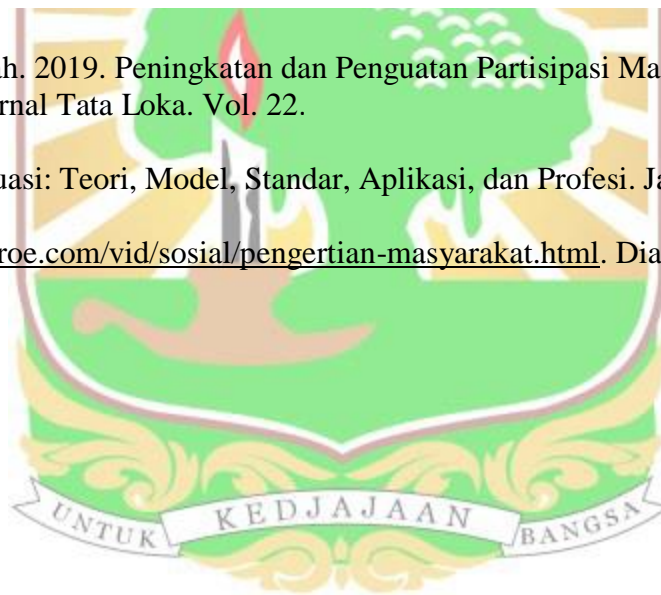 ah. 2019. Peningkatan dan Penguatan Partisipasi Ma
rnal Tata Loka. Vol. 22.
uasi: Teori, Model, Standar, Aplikasi, dan Profesi. Ja
roe.com/vid/sosial/pengertian-masyarakat.html. Dia
UNTUK KEDJAJAAN BANGSA